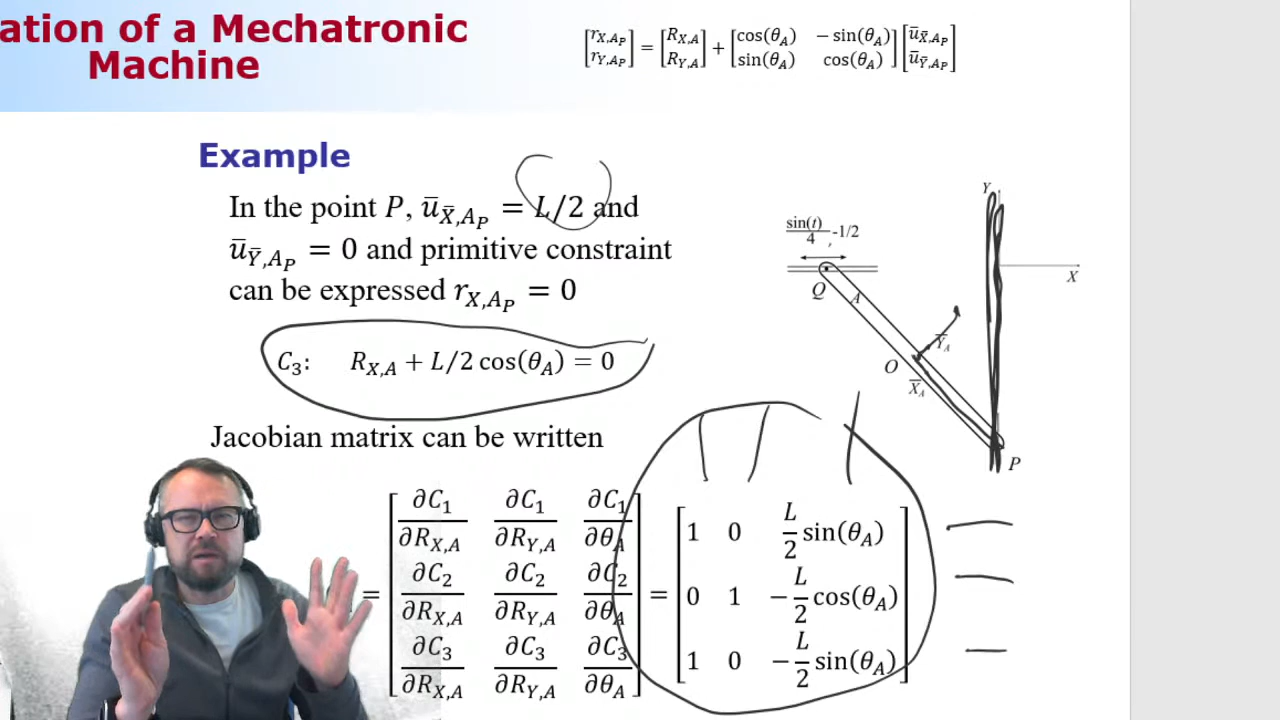 ation of a Mechatronic
Machine
[r_{X,A_P} r_{Y,A_P}] = [R_{X,A} R_{Y,A}] + [cos(θ_A) −sin(θ_A) sin(θ_A) cos(θ_A)] [ū_{X̄,A_P} ū_{Ȳ,A_P}]
Example
In the point P, ū_{X̄,A_P} = L/2 and
ū_{Ȳ,A_P} = 0 and primitive constraint
can be expressed r_{X,A_P} = 0
C₃: R_{X,A} + L/2 cos(θ_A) = 0
Jacobian matrix can be written
∂C₁/∂R_{X,A} ∂C₁/∂R_{Y,A} ∂C₁/∂θ_A
= ∂C₂/∂R_{X,A} ∂C₂/∂R_{Y,A} ∂C₂/∂θ_A =
∂C₃/∂R_{X,A} ∂C₃/∂R_{Y,A} ∂C₃/∂θ_A
1 0 L/2 sin(θ_A)
0 1 −L/2 cos(θ_A)
1 0 −L/2 sin(θ_A)
sin(t)/4 -1/2
Y
X
Q
A
Ȳ_A
O
X̄_A
P